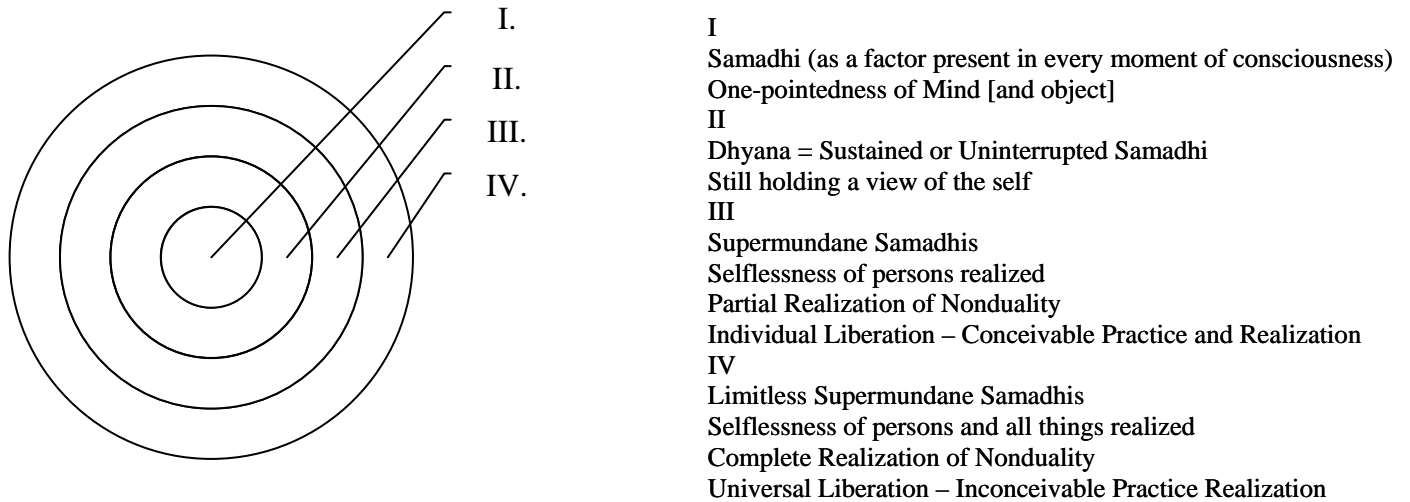 I.
II.
III.
IV.
I
Samadhi (as a factor present in every moment of consciousness)
One-pointedness of Mind [and object]
II
Dhyana = Sustained or Uninterrupted Samadhi
Still holding a view of the self
III
Supermundane Samadhis
Selflessness of persons realized
Partial Realization of Nonduality
Individual Liberation – Conceivable Practice and Realization
IV
Limitless Supermundane Samadhis
Selflessness of persons and all things realized
Complete Realization of Nonduality
Universal Liberation – Inconceivable Practice Realization